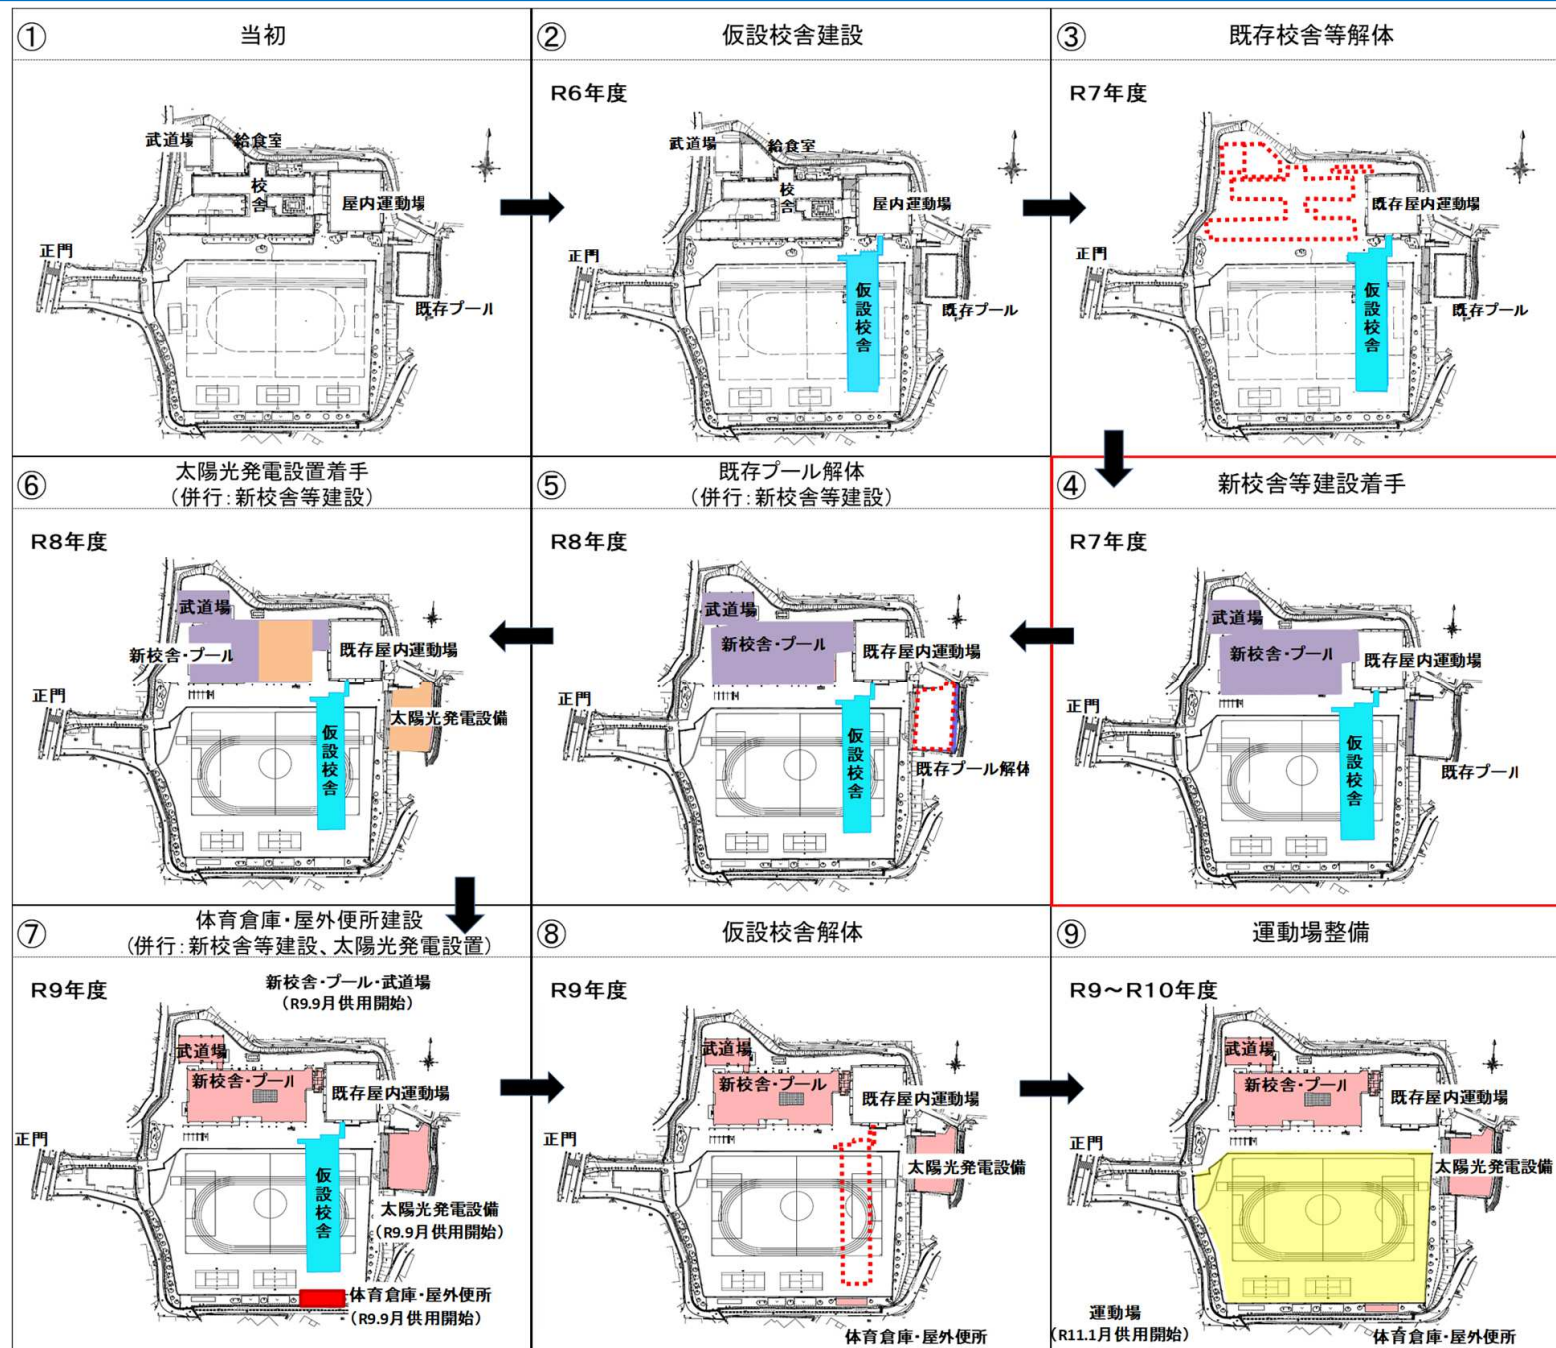 ① 当初
武道場
給食室
校舎
屋内運動場
正門
既存プール
② 仮設校舎建設
R6年度
武道場
給食室
校舎
屋内運動場
正門
仮設校舎
既存プール
③ 既存校舎等解体
R7年度
既存屋内運動場
正門
仮設校舎
既存プール
④ 新校舎等建設着手
R7年度
武道場
新校舎・プール
既存屋内運動場
正門
仮設校舎
既存プール
⑤ 既存プール解体
(併行:新校舎等建設)
R8年度
武道場
新校舎・プール
既存屋内運動場
正門
仮設校舎
既存プール解体
⑥ 太陽光発電設置着手
(併行:新校舎等建設)
R8年度
武道場
新校舎・プール
既存屋内運動場
正門
太陽光発電設備
仮設校舎
⑦ 体育倉庫・屋外便所建設
(併行:新校舎等建設、太陽光発電設置)
R9年度
新校舎・プール・武道場
(R9.9月供用開始)
武道場
新校舎・プール
既存屋内運動場
正門
仮設校舎
太陽光発電設備
(R9.9月供用開始)
体育倉庫・屋外便所
(R9.9月供用開始)
⑧ 仮設校舎解体
R9年度
武道場
新校舎・プール
既存屋内運動場
正門
太陽光発電設備
体育倉庫・屋外便所
⑨ 運動場整備
R9～R10年度
武道場
新校舎・プール
既存屋内運動場
正門
太陽光発電設備
運動場
(R11.1月供用開始)
体育倉庫・屋外便所